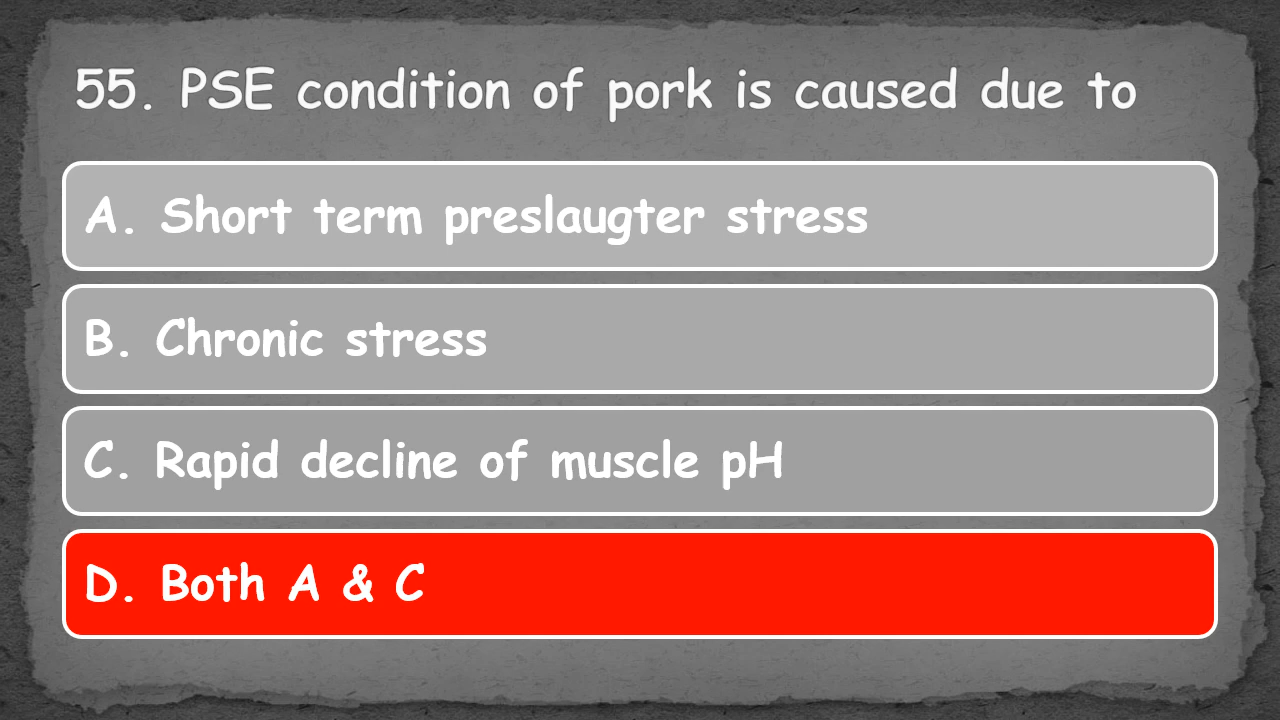 55. PSE condition of pork is caused due to
A. Short term preslaugter stress
B. Chronic stress
C. Rapid decline of muscle pH
D. Both A & C